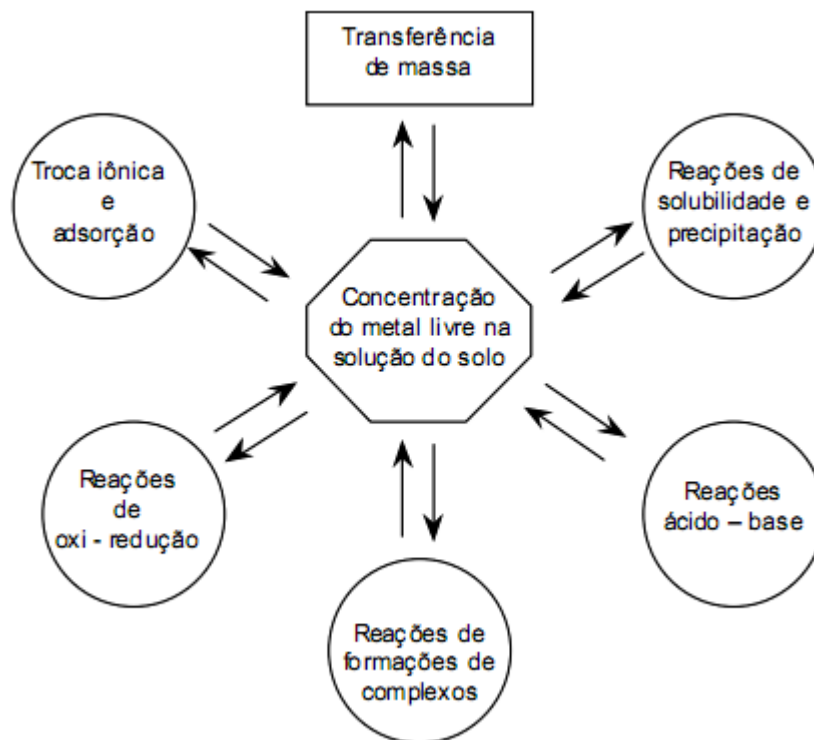 Transferência
de massa
Troca iônica
e
adsorção
Reações de
solubilidade e
precipitação
Concentração
do metal livre na
solução do solo
Reações
de
oxi - redução
Reações
ácido – base
Reações de
formações de
complexos